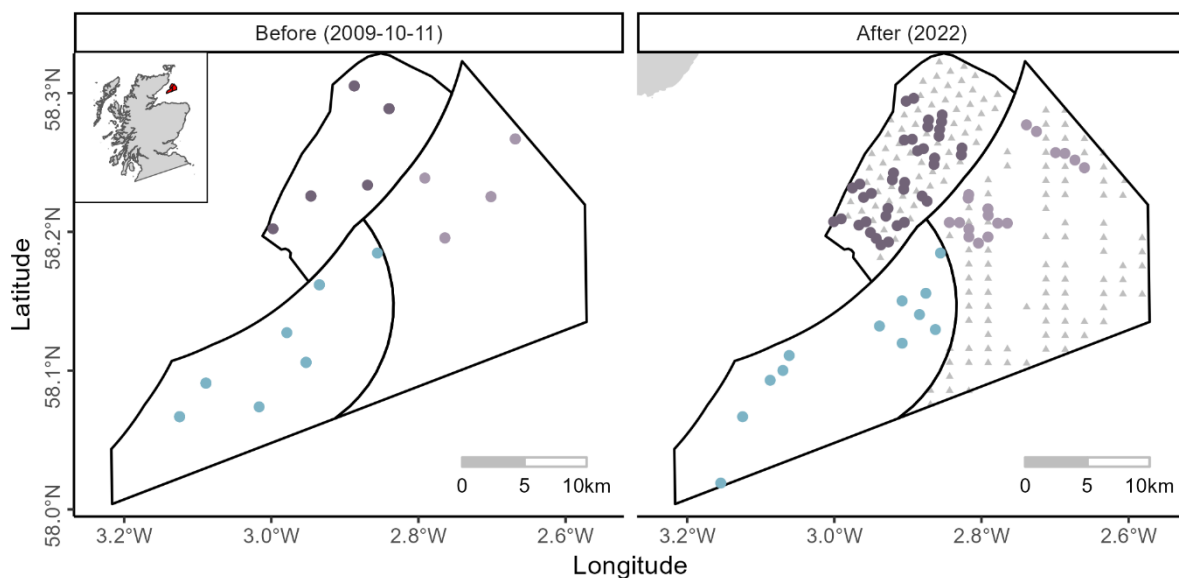 Before (2009-10-11)
After (2022)
Latitude
58.3°N
58.2°N
58.1°N
58.0°N
0 5 10km
0 5 10km
3.2°W 3.0°W 2.8°W 2.6°W
3.2°W 3.0°W 2.8°W 2.6°W
Longitude